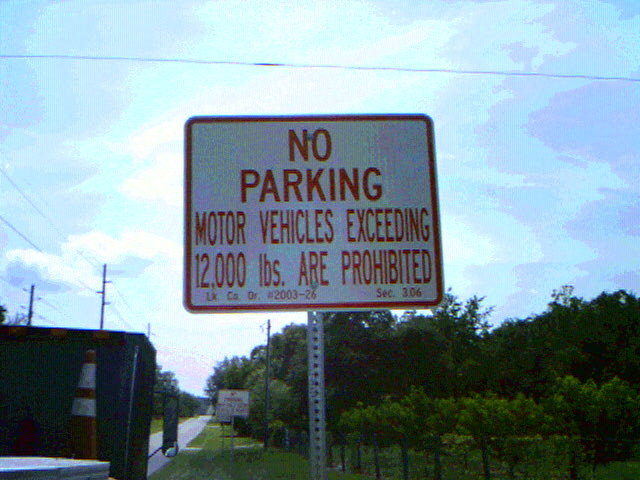 NO
PARKING
MOTOR VEHICLES EXCEEDING
12,000 lbs. ARE PROHIBITED
Lk. Co. Or. #2003-26 Sec. 3.06